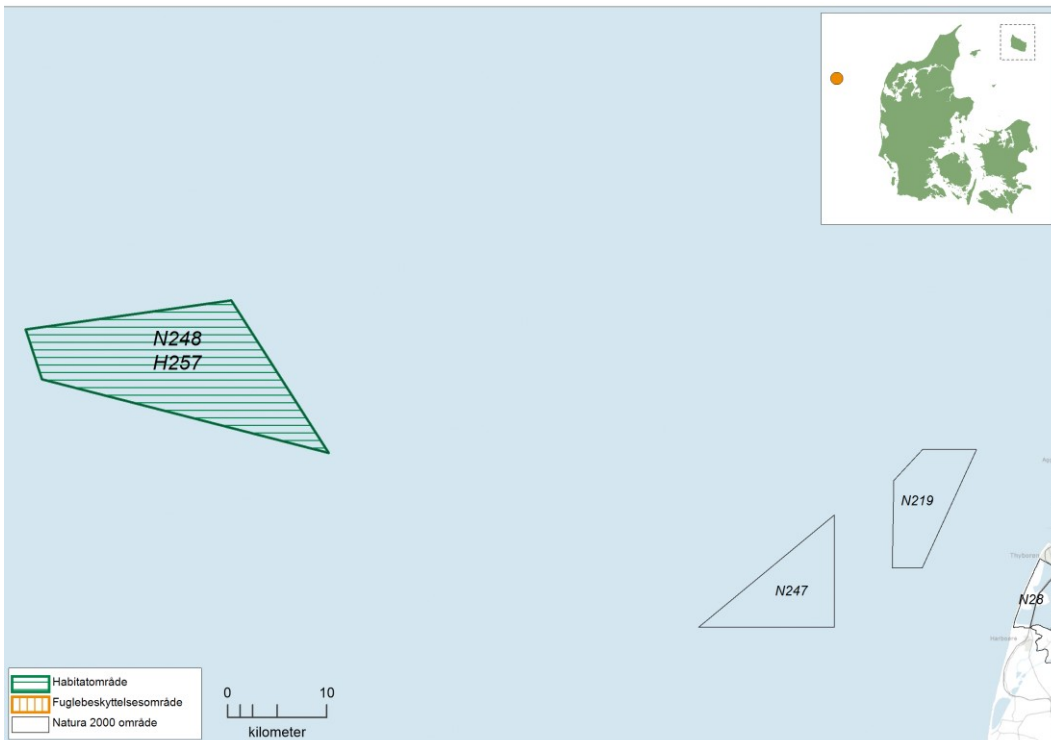 N248
H257
N219
Thyborøn
N247
N28
Harboøre
Habitatområde
Fuglebeskyttelsesområde
Natura 2000 område
0 10
kilometer